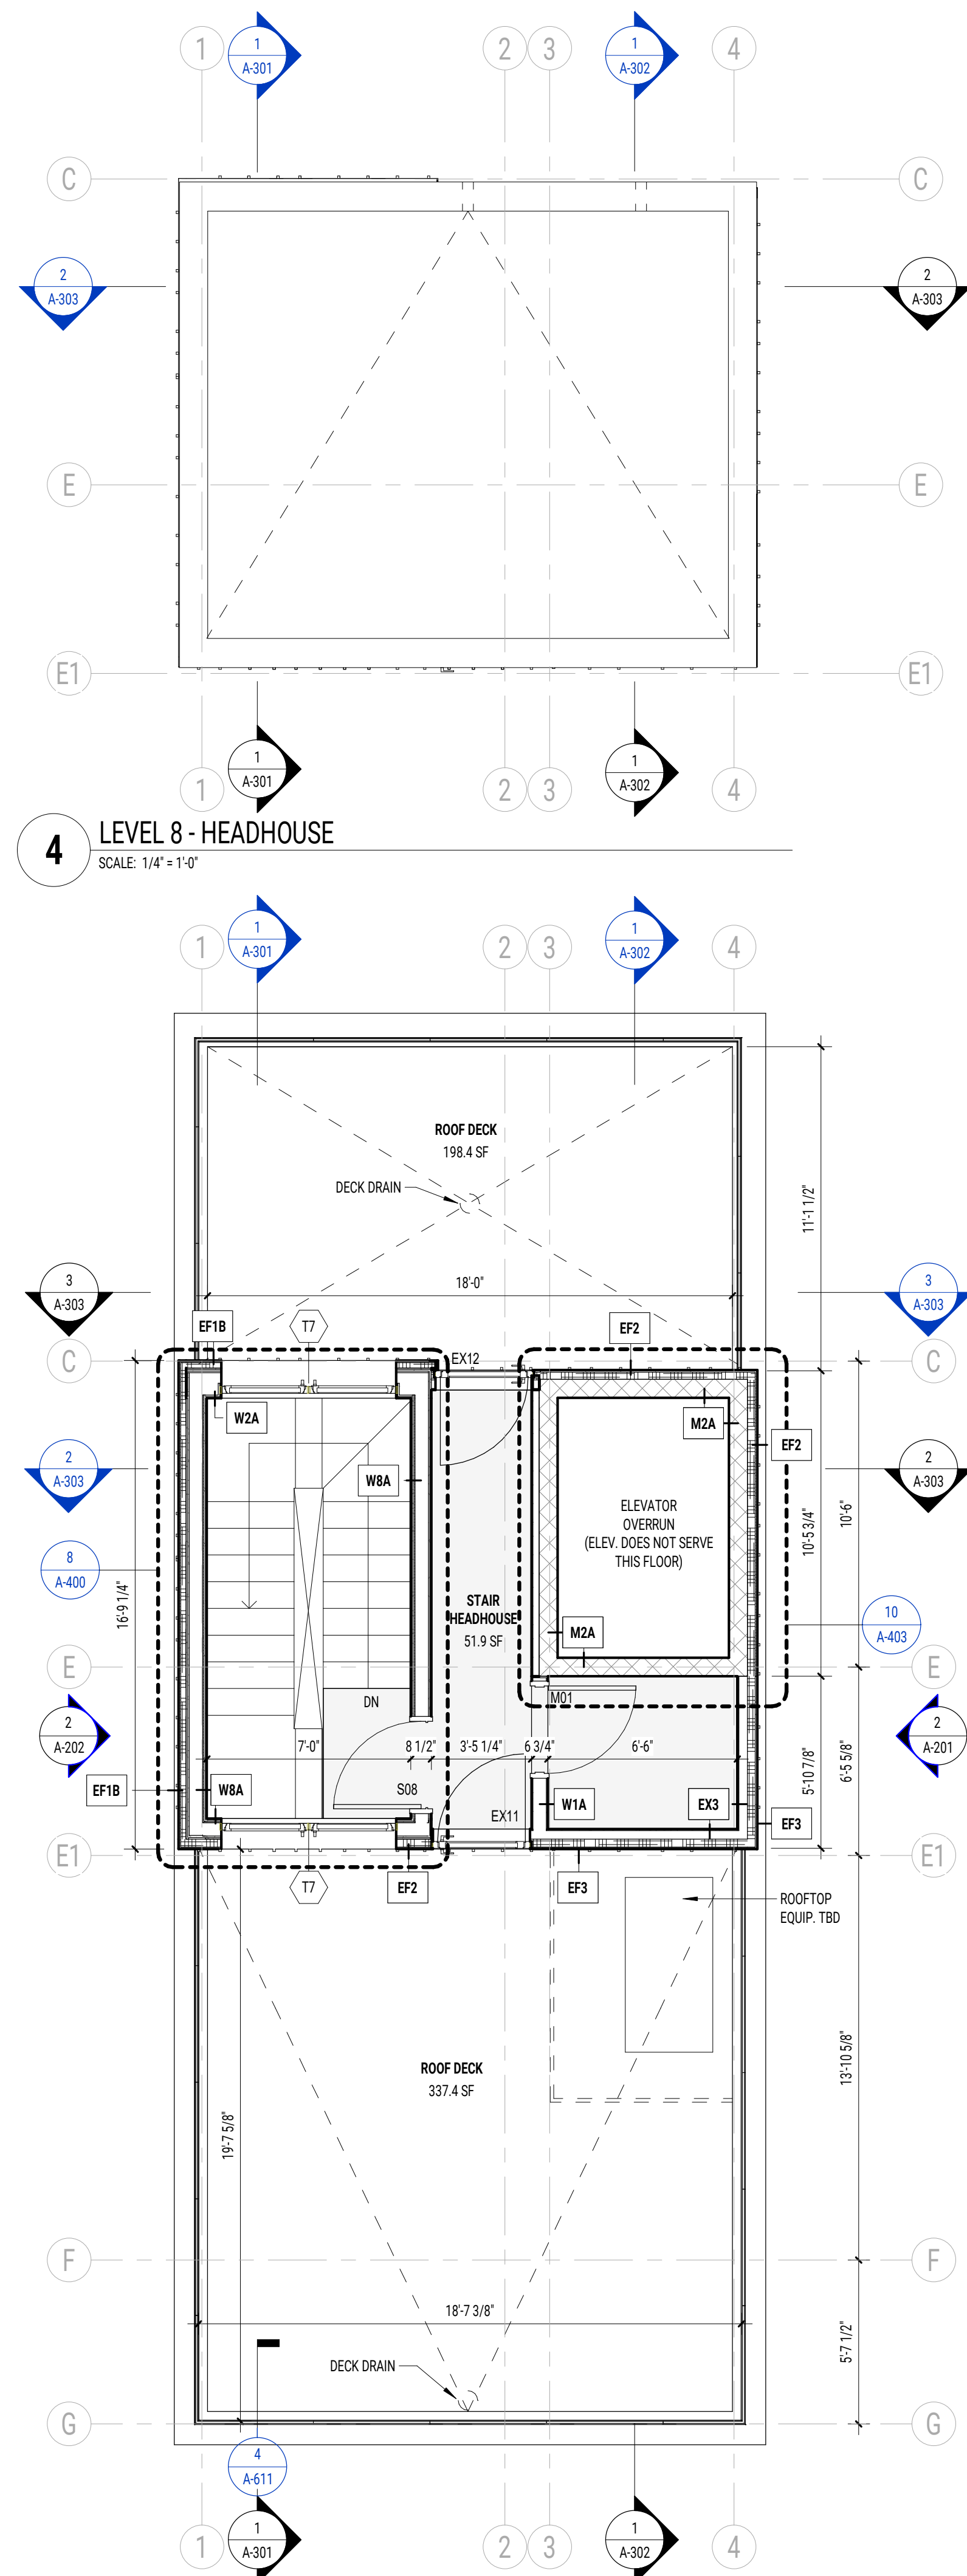 1 1 A-301 2 3 1 A-302 4
C C
2 A-303 2 A-303
E E
E1 E1
1 1 A-301 2 3 1 A-302 4
4 LEVEL 8 - HEADHOUSE
SCALE: 1/4" = 1'-0"
1 1 A-301 2 3 1 A-302 4
ROOF DECK
198.4 SF
DECK DRAIN
11'-1 1/2"
18'-0"
3 A-303 3 A-303
EF1B T7 EF2
C EX12 C
W2A M2A
W8A EF2
2 A-303 2 A-303
ELEVATOR
OVERRUN
(ELEV. DOES NOT SERVE
THIS FLOOR)
10'-5 3/4" 10'-6"
8 A-400
16'-9 1/4"
STAIR
HEADHOUSE
51.9 SF
M2A
10 A-403
E E
DN M01
2 A-202 2 A-201
7'-0" 8 1/2" 3'-5 1/4" 6 3/4" 6'-6"
5'-10 7/8" 6'-5 5/8"
EF1B W8A S08 EX11 W1A EX3 EF3
E1 E1
T7 EF2 EF3
ROOFTOP
EQUIP. TBD
ROOF DECK
337.4 SF
13'-10 5/8"
19'-7 5/8"
F F
18'-7 3/8"
5'-7 1/2"
DECK DRAIN
G G
4 A-611
1 1 A-301 2 3 1 A-302 4